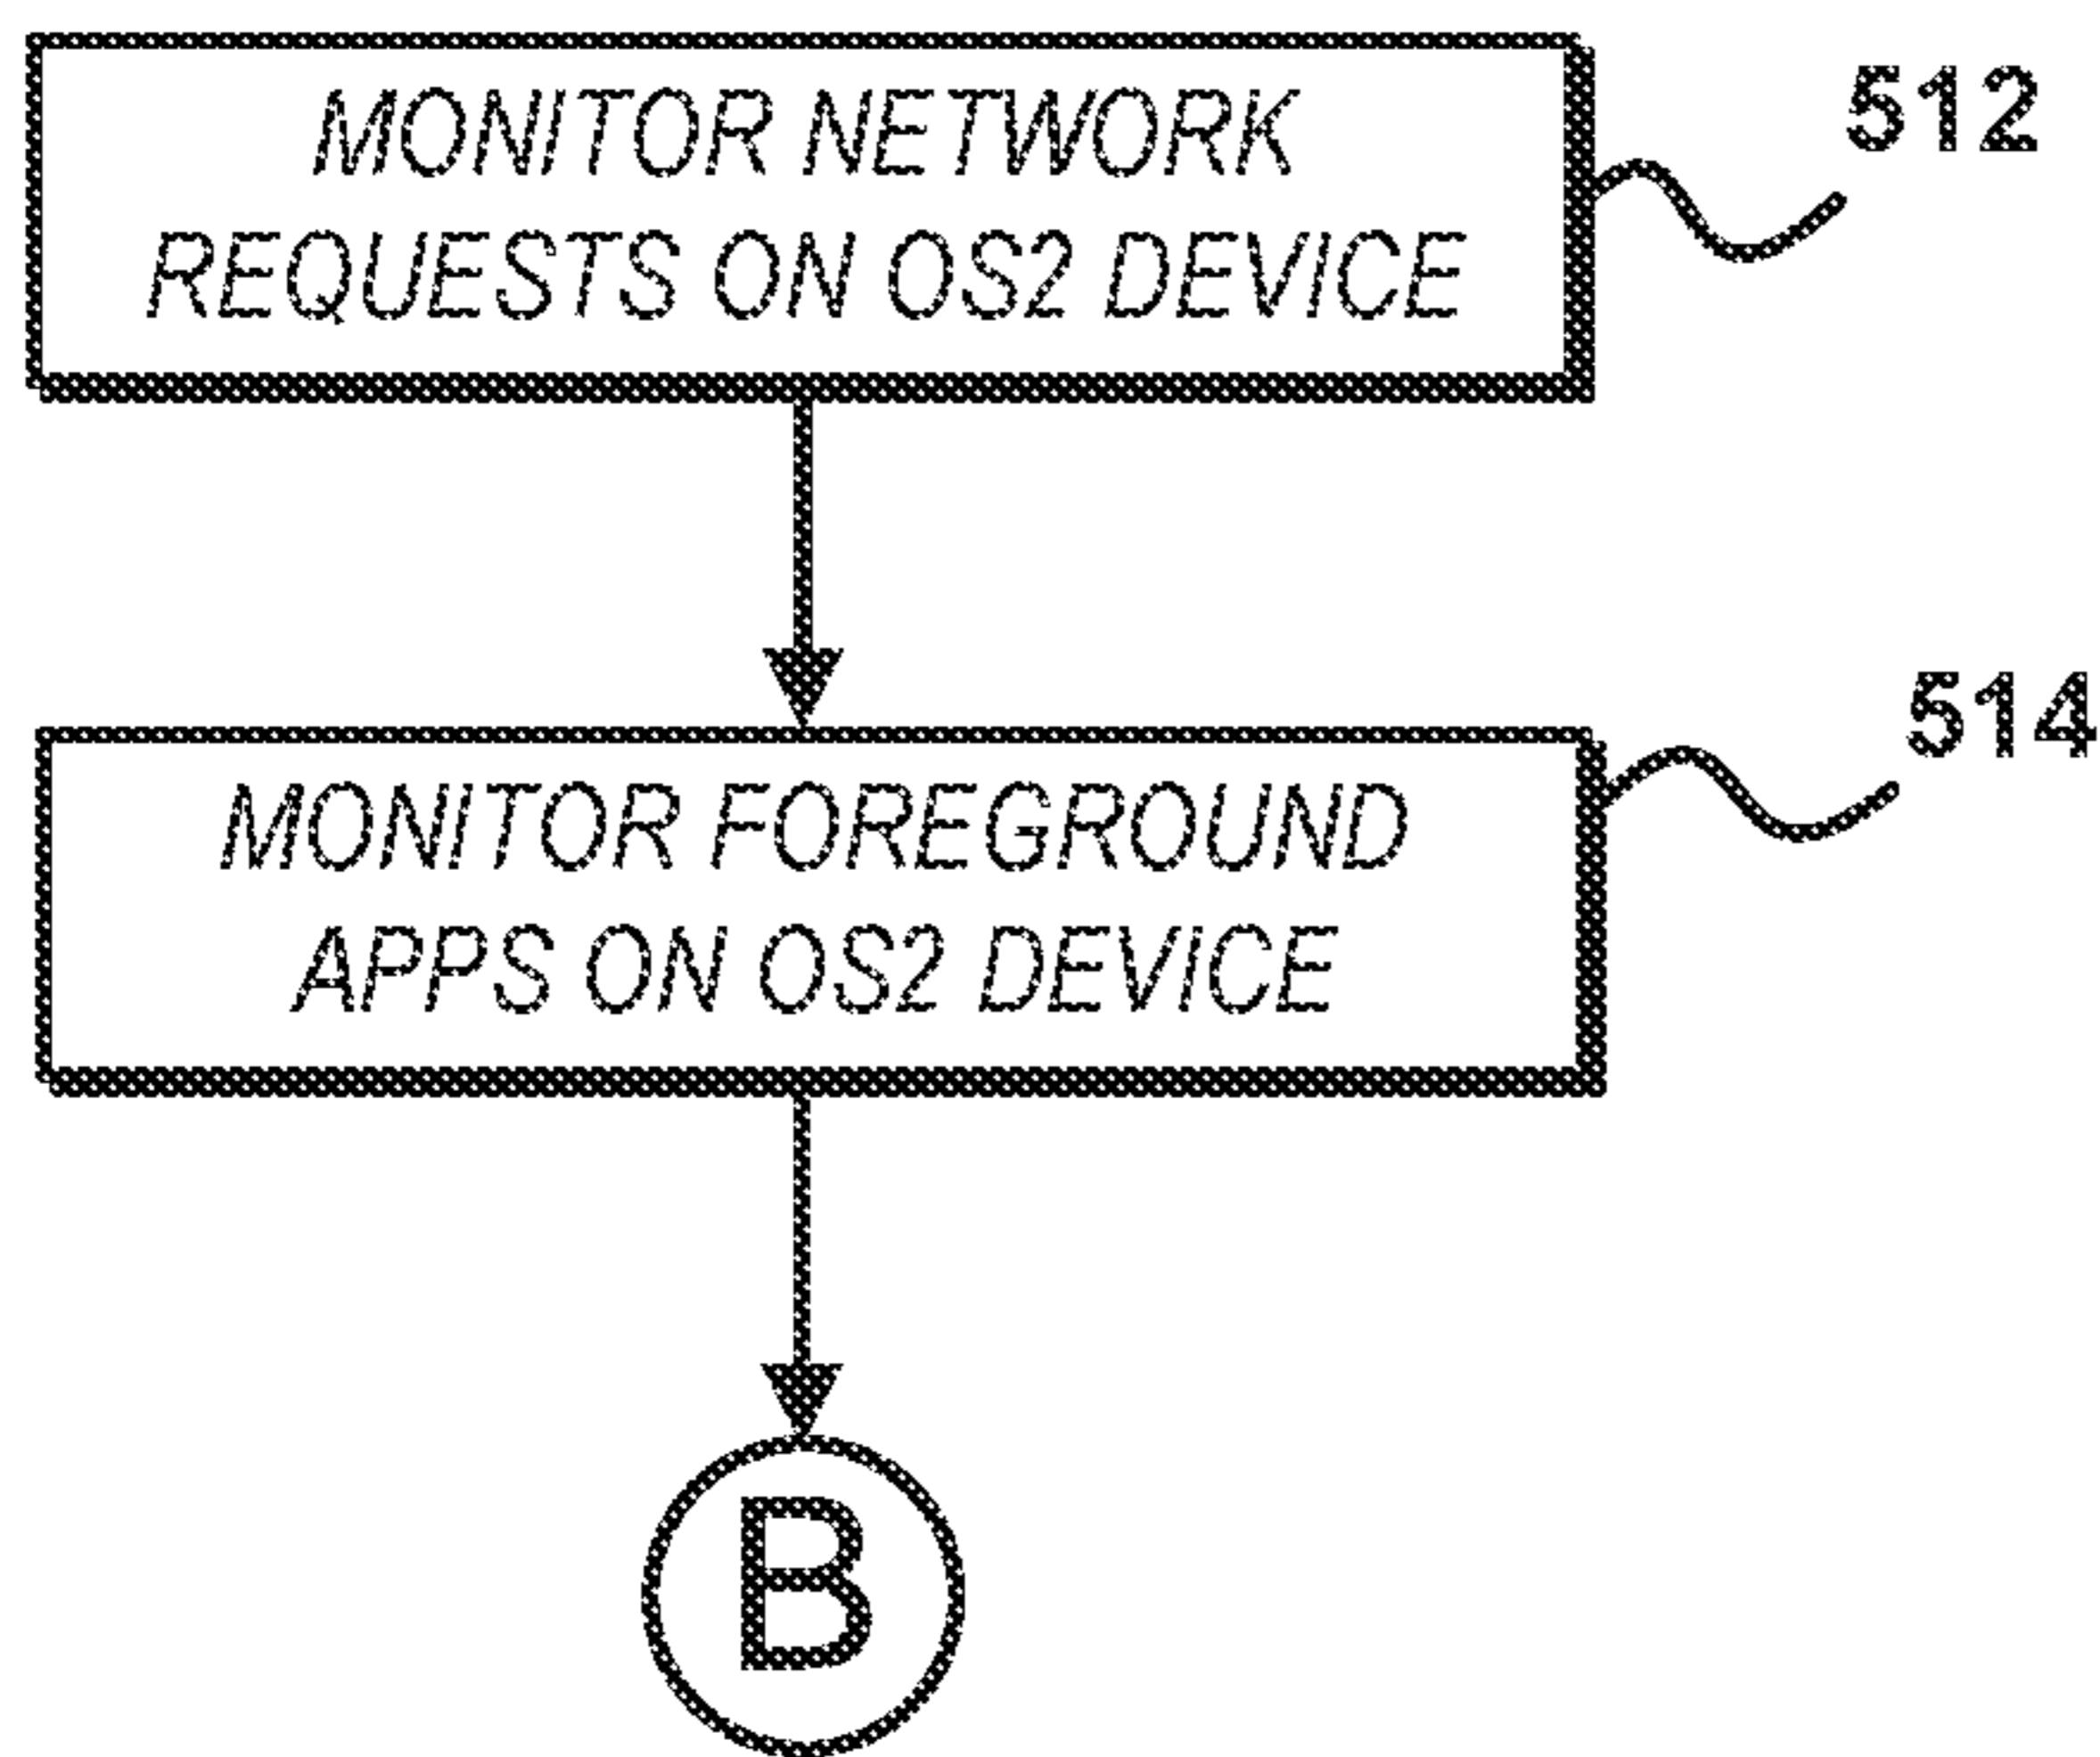 MONITOR NETWORK
REQUESTS ON OS2 DEVICE
512
MONITOR FOREGROUND
APPS ON OS2 DEVICE
514
B